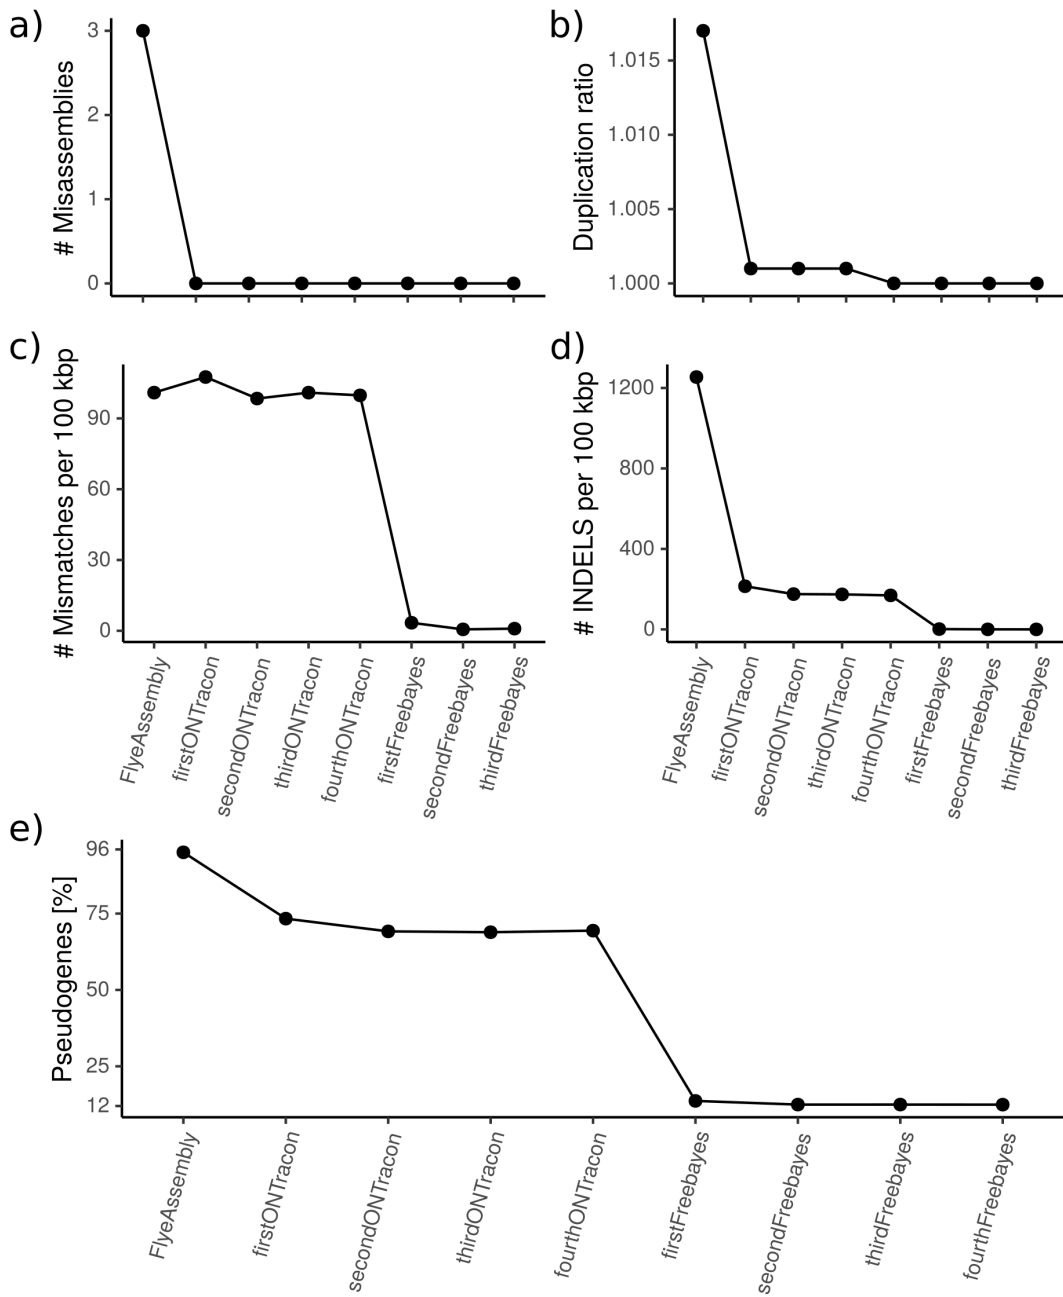 a)
# Misassemblies
3
2
1
0
b)
Duplication ratio
1.015
1.010
1.005
1.000
c)
# Mismatches per 100 kbp
90
60
30
0
FlyeAssembly
firstONTracon
secondONTracon
thirdONTracon
fourthONTracon
firstFreebayes
secondFreebayes
thirdFreebayes
d)
# INDELS per 100 kbp
1200
800
400
0
FlyeAssembly
firstONTracon
secondONTracon
thirdONTracon
fourthONTracon
firstFreebayes
secondFreebayes
thirdFreebayes
e)
Pseudogenes [%]
96
75
50
25
12
FlyeAssembly
firstONTracon
secondONTracon
thirdONTracon
fourthONTracon
firstFreebayes
secondFreebayes
thirdFreebayes
fourthFreebayes